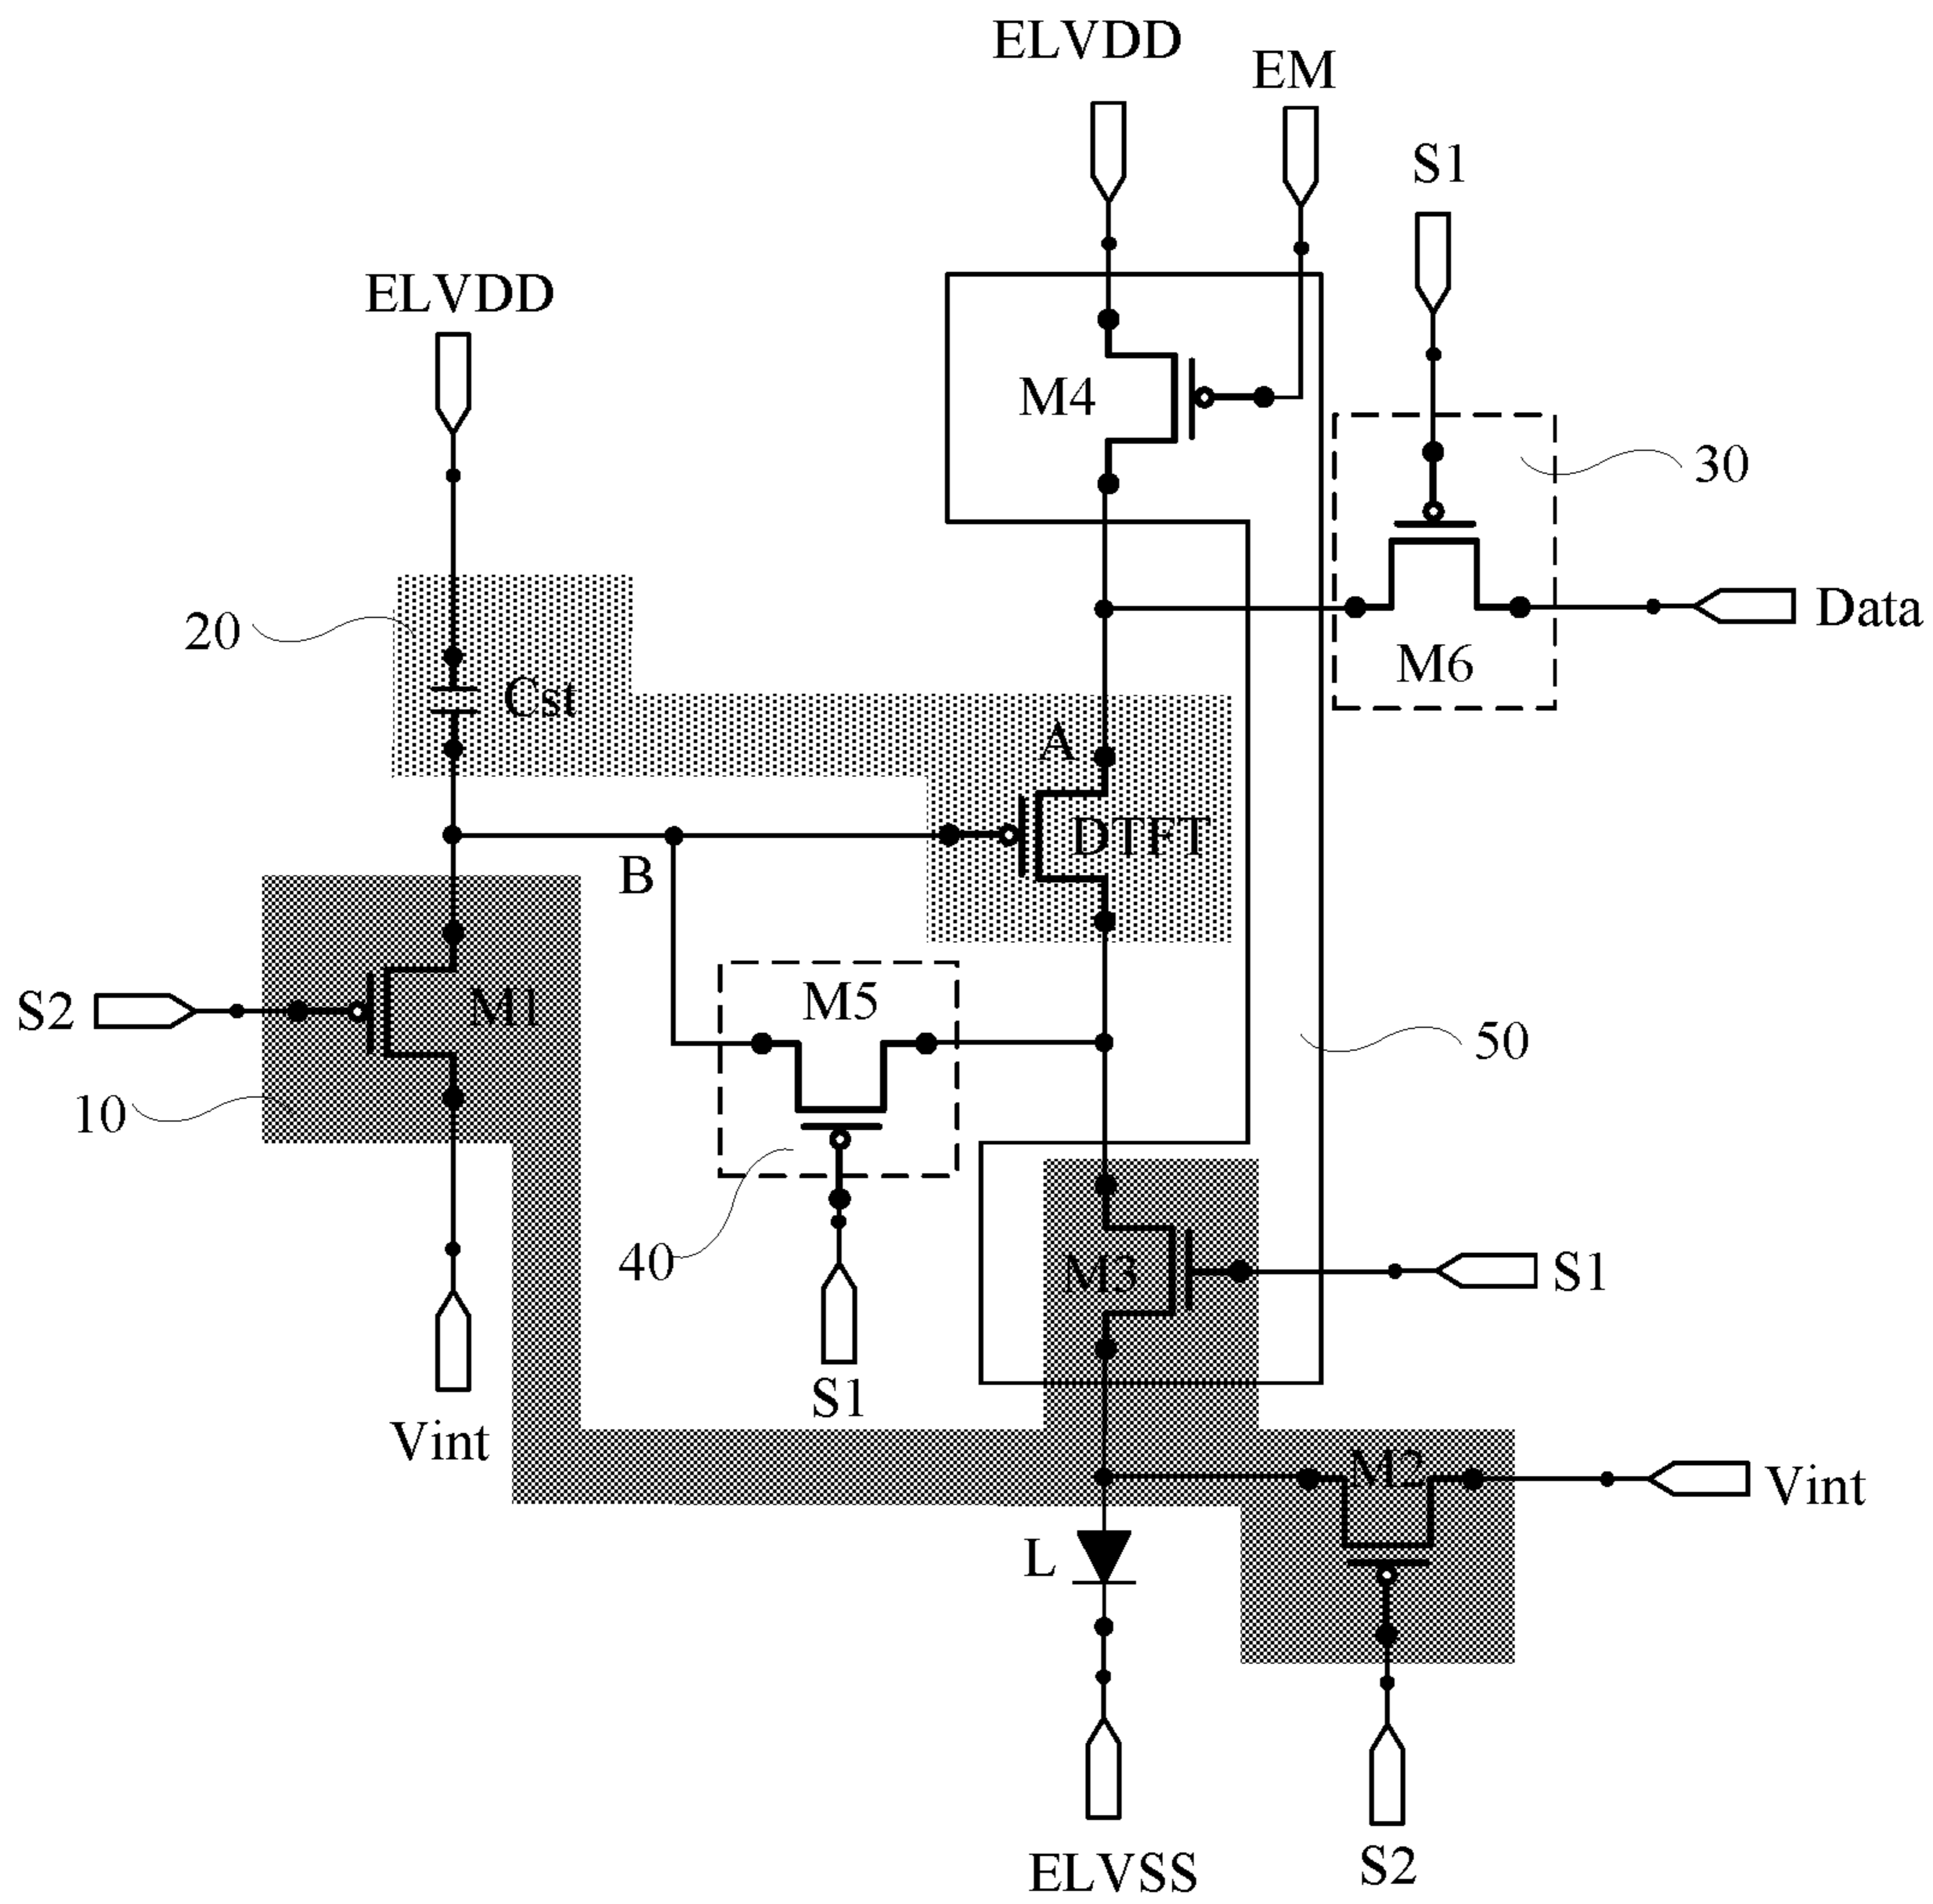 ELVDD
EM
S1
ELVDD
M4
30
20
Data
M6
Cst
A
DTFT
B
M5
S2
M1
50
10
40
M3
S1
S1
Vint
M2
Vint
L
ELVSS
S2